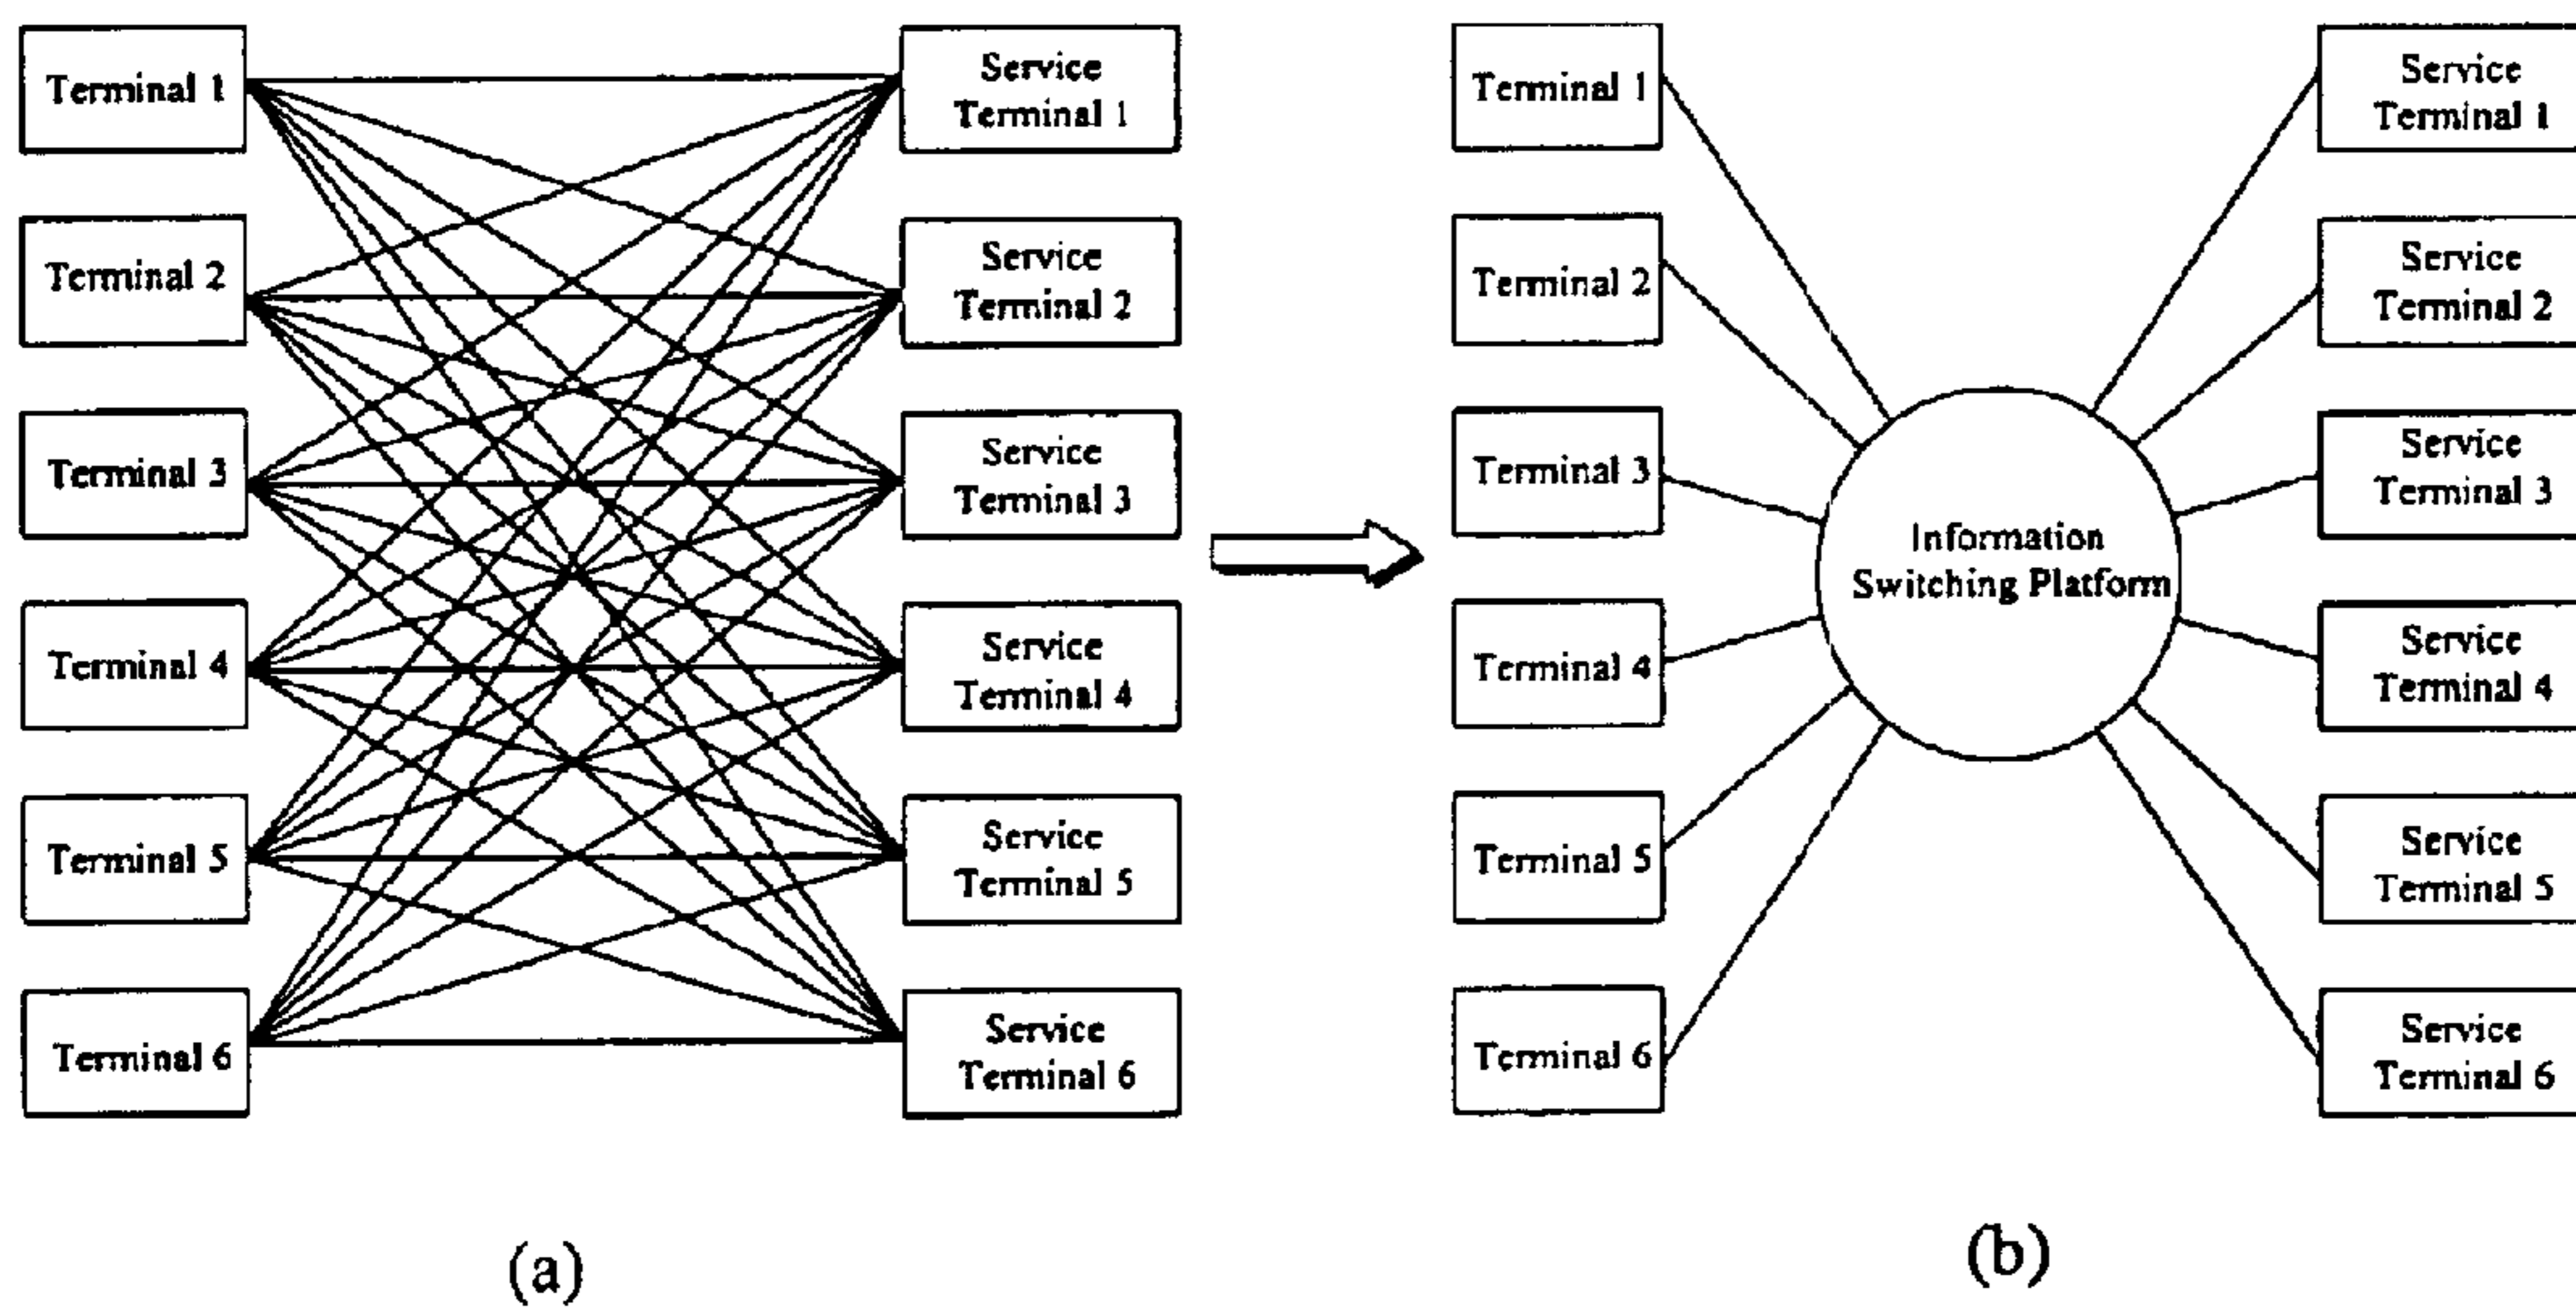 Terminal 1
Terminal 2
Terminal 3
Terminal 4
Terminal 5
Terminal 6
Service
Terminal 1
Service
Terminal 2
Service
Terminal 3
Service
Terminal 4
Service
Terminal 5
Service
Terminal 6
(a)
Terminal 1
Terminal 2
Terminal 3
Terminal 4
Terminal 5
Terminal 6
Information
Switching Platform
Service
Terminal 1
Service
Terminal 2
Service
Terminal 3
Service
Terminal 4
Service
Terminal 5
Service
Terminal 6
(b)